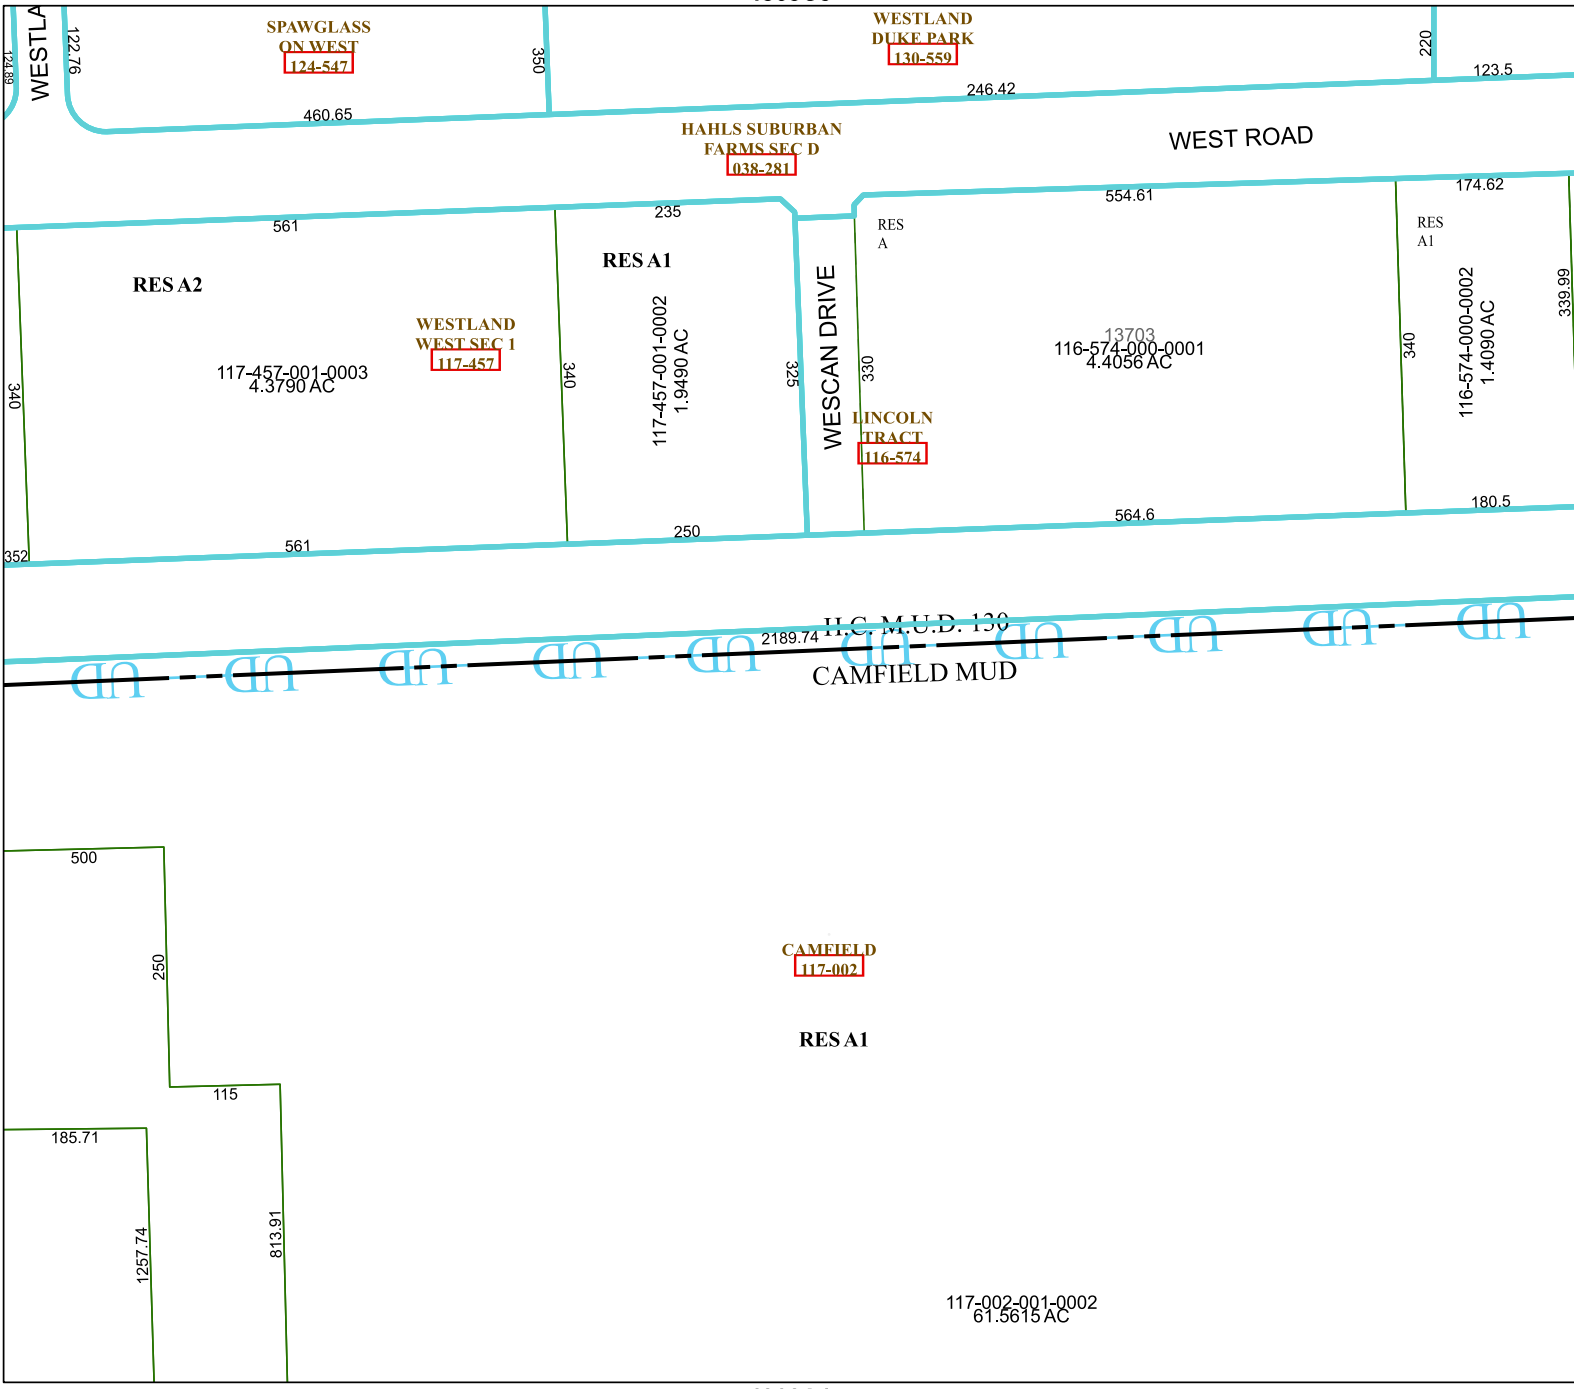 WESTLA
122.76
124.89
SPAWGLASS
ON WEST
124-547
350
WESTLAND
DUKE PARK
130-559
220
123.5
460.65
246.42
HAHLS SUBURBAN
FARMS SEC D
038-281
WEST ROAD
561
235
554.61
174.62
RES A2
RES A1
RES
A
RES
A1
WESTLAND
WEST SEC 1
117-457
117-457-001-0003
4.3790 AC
340
340
117-457-001-0002
1.9490 AC
325
WESCAN DRIVE
330
13703
116-574-000-0001
4.4056 AC
340
116-574-000-0002
1.4090 AC
339.99
LINCOLN
TRACT
116-574
352
561
250
564.6
180.5
2189.74
H.C. M.U.D. 130
CAMFIELD MUD
500
250
115
185.71
1257.74
813.91
CAMFIELD
117-002
RES A1
117-002-001-0002
61.5615 AC